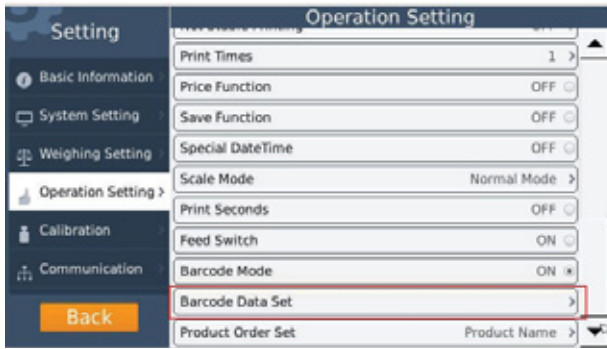 Setting
Basic Information
System Setting
Weighing Setting
Operation Setting
Calibration
Communication
Back
Operation Setting
Print Times 1
Price Function OFF
Save Function OFF
Special DateTime OFF
Scale Mode Normal Mode
Print Seconds OFF
Feed Switch ON
Barcode Mode ON
Barcode Data Set
Product Order Set Product Name